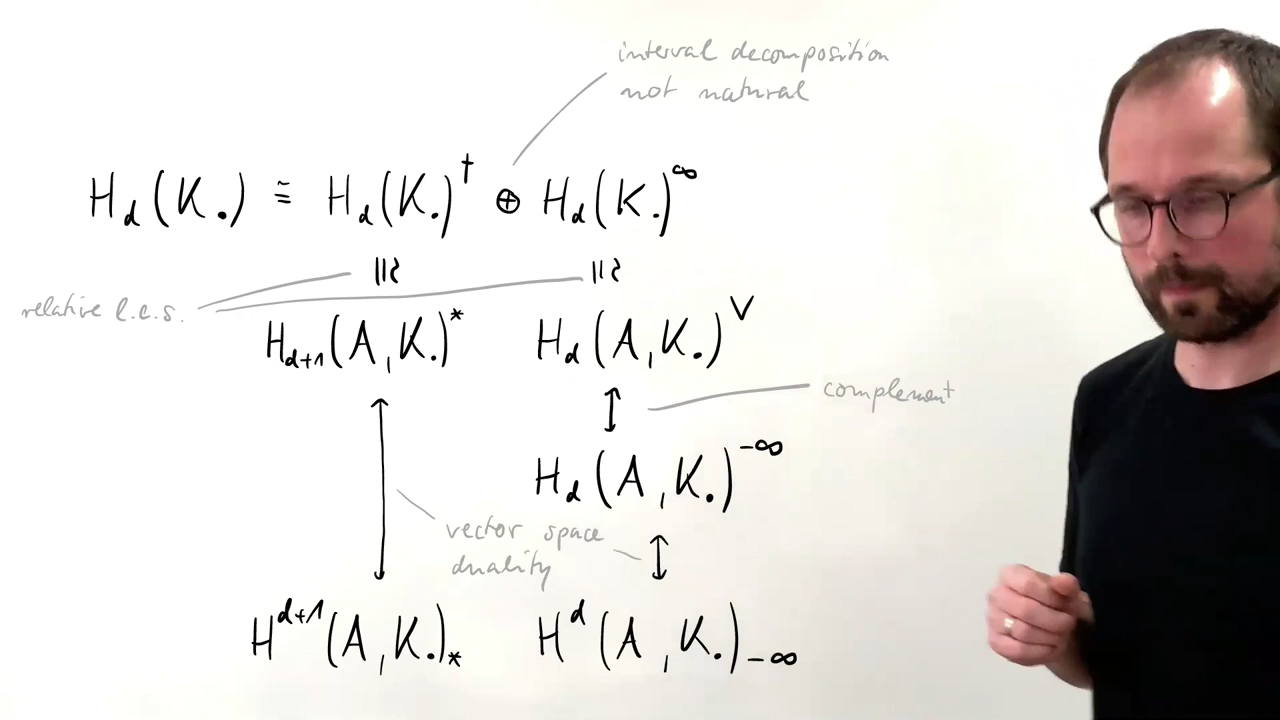 interval decomposition
not natural
H_d(K.) ≅ H_d(K.)^† ⊕ H_d(K.)^∞
relative l.e.s.
H_{d+1}(A, K.)^* H_d(A, K.)^∨
complement
H_d(A, K.)^{-∞}
vector space
duality
H^{d+1}(A, K.)_* H^d(A, K.)_{-∞}